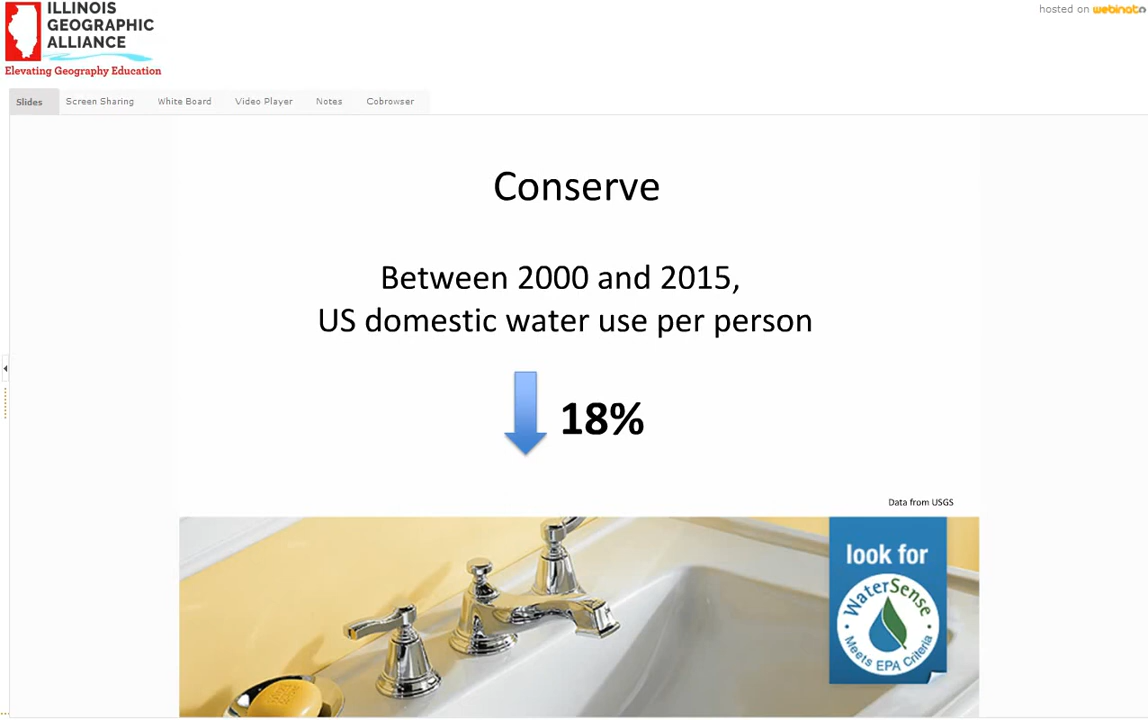 ILLINOIS
GEOGRAPHIC
ALLIANCE
Elevating Geography Education
hosted on webinato
Slides Screen Sharing White Board Video Player Notes Cobrowser
Conserve
Between 2000 and 2015,
US domestic water use per person
18%
Data from USGS
look for
WaterSense
Meets EPA Criteria